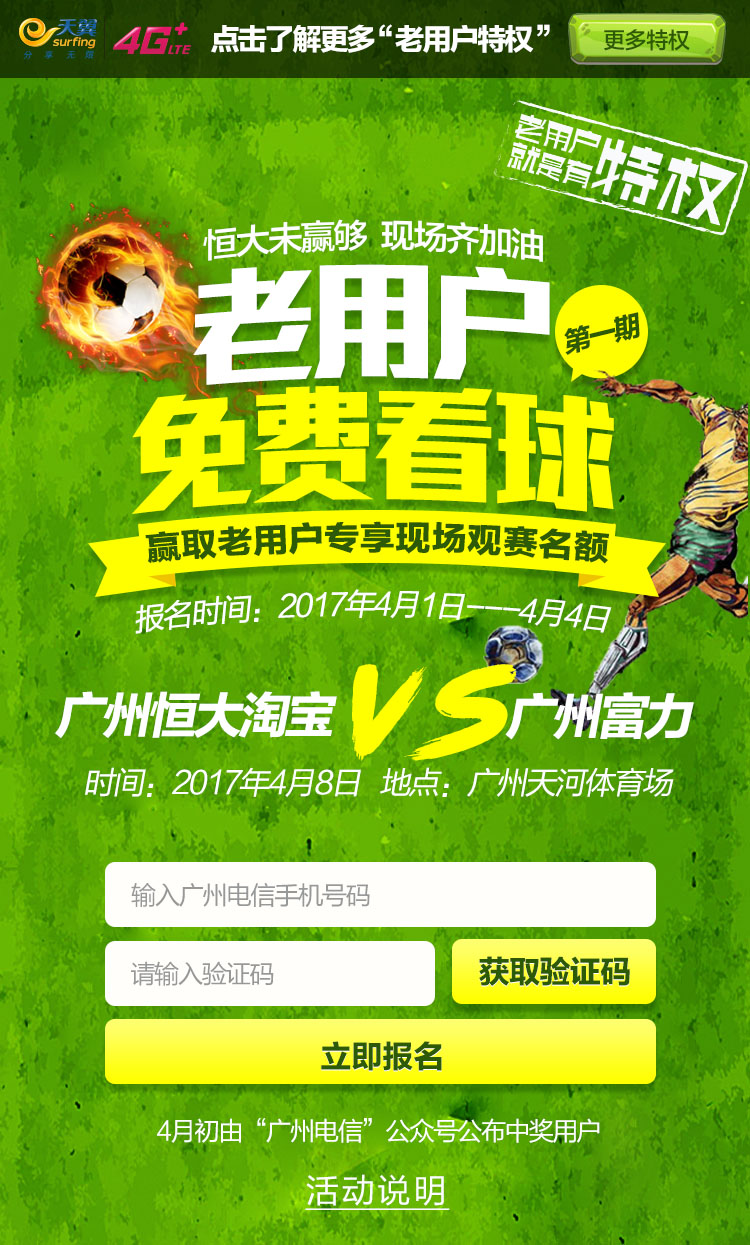 天翼
surfing
分享无限
4G+
LTE
点击了解更多“老用户特权”
更多特权
老用户
就是有特权
恒大未赢够 现场齐加油
老用户
第一期
免费看球
赢取老用户专享现场观赛名额
报名时间：2017年4月1日---4月4日
广州恒大淘宝 VS 广州富力
时间：2017年4月8日 地点：广州天河体育场
输入广州电信手机号码
请输入验证码
获取验证码
立即报名
4月初由“广州电信”公众号公布中奖用户
活动说明